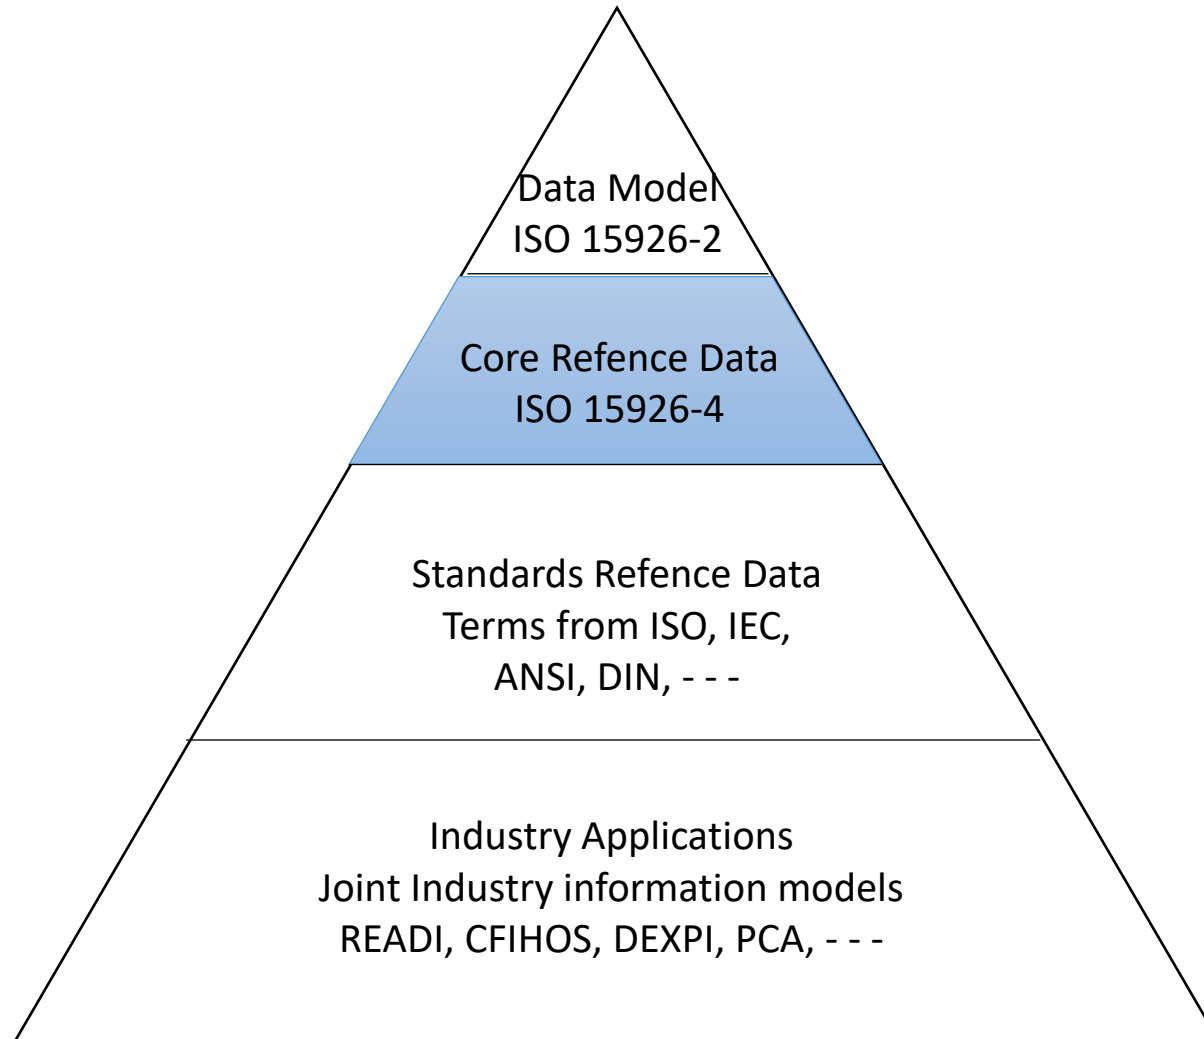 Data Model
ISO 15926-2
Core Refence Data
ISO 15926-4
Standards Refence Data
Terms from ISO, IEC,
ANSI, DIN, - - -
Industry Applications
Joint Industry information models
READI, CFIHOS, DEXPI, PCA, - - -